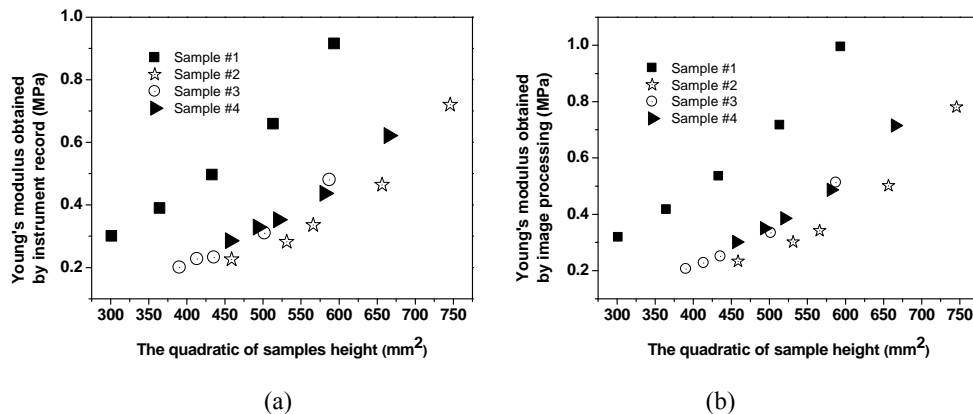 1.0
0.8
0.6
0.4
0.2
Young's modulus obtained
by instrument record (MPa)
Sample #1
Sample #2
Sample #3
Sample #4
300 350 400 450 500 550 600 650 700 750
The quadratic of samples height (mm²)
(a)
1.0
0.8
0.6
0.4
0.2
Young's modulus obtained
by image processing (MPa)
Sample #1
Sample #2
Sample #3
Sample #4
300 350 400 450 500 550 600 650 700 750
The quadratic of sample height (mm²)
(b)